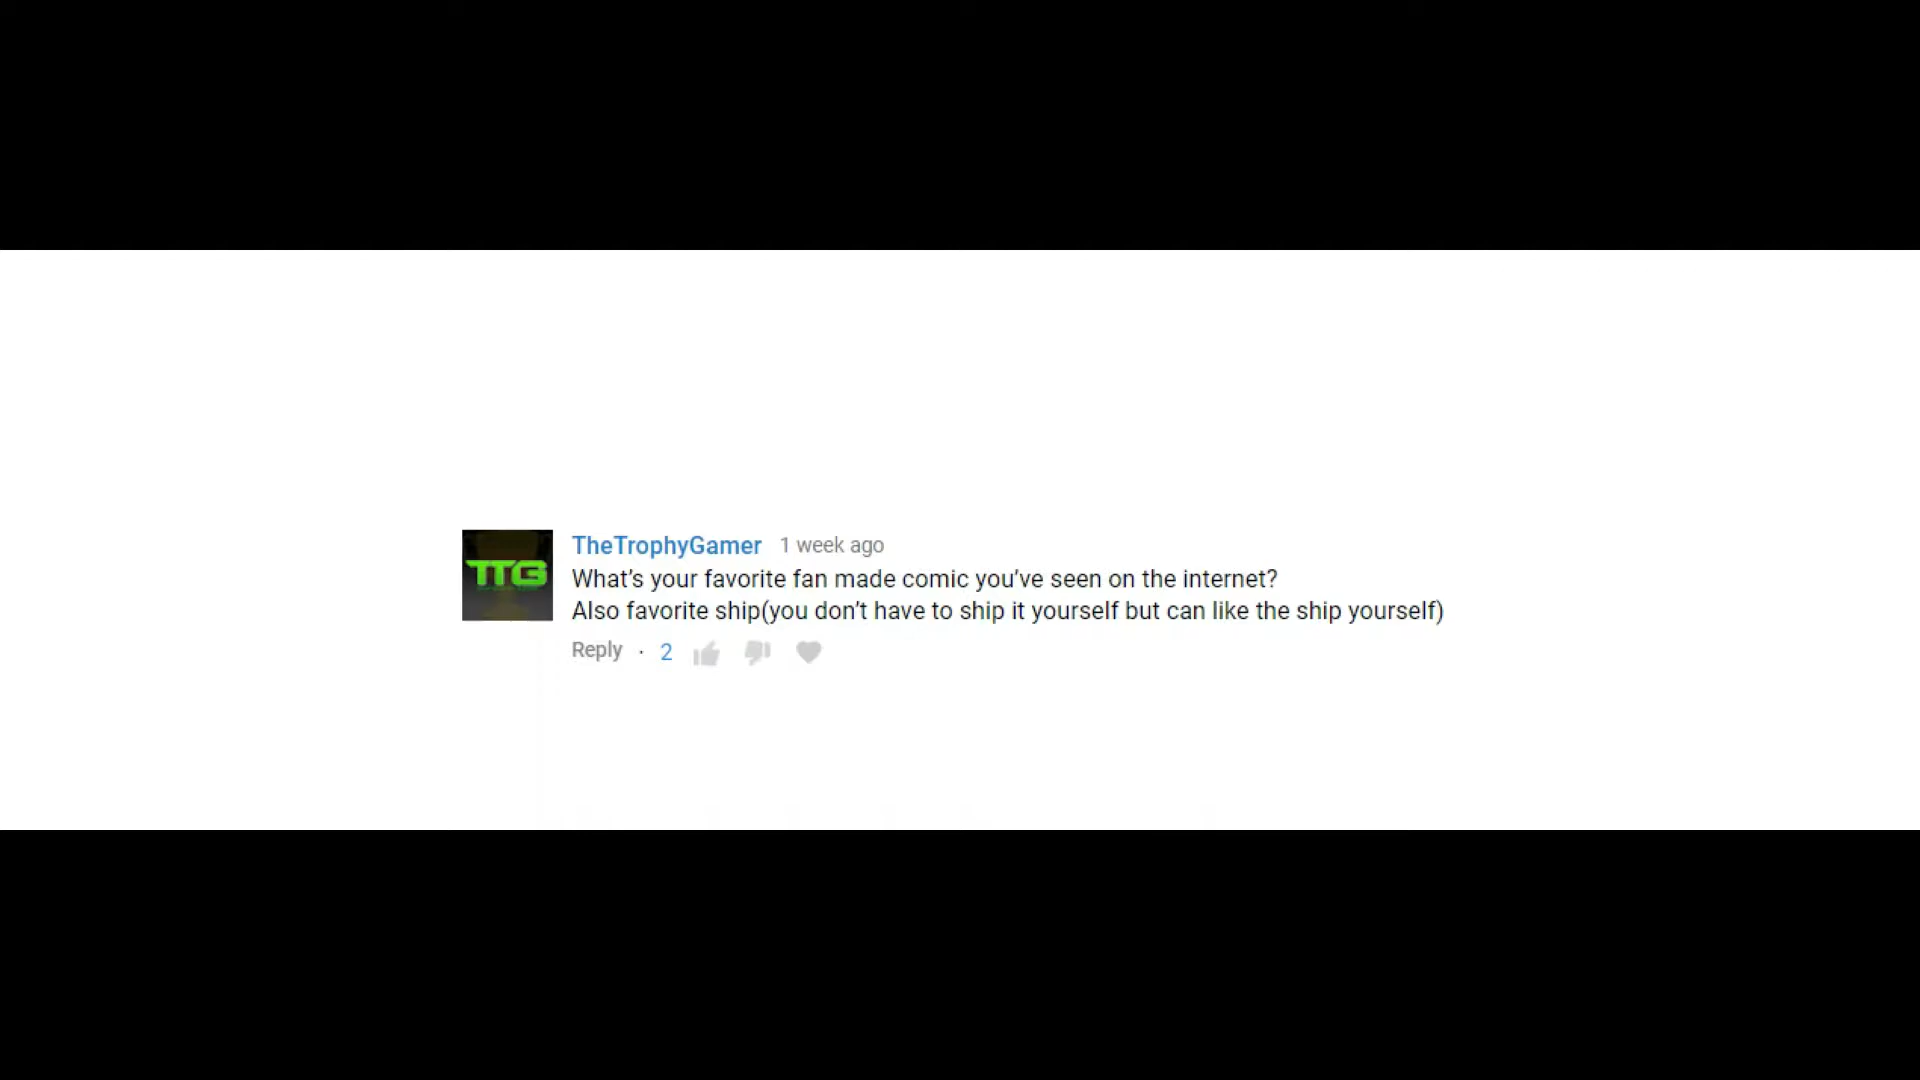 TTG
TheTrophyGamer 1 week ago
What's your favorite fan made comic you've seen on the internet?
Also favorite ship(you don't have to ship it yourself but can like the ship yourself)
Reply · 2